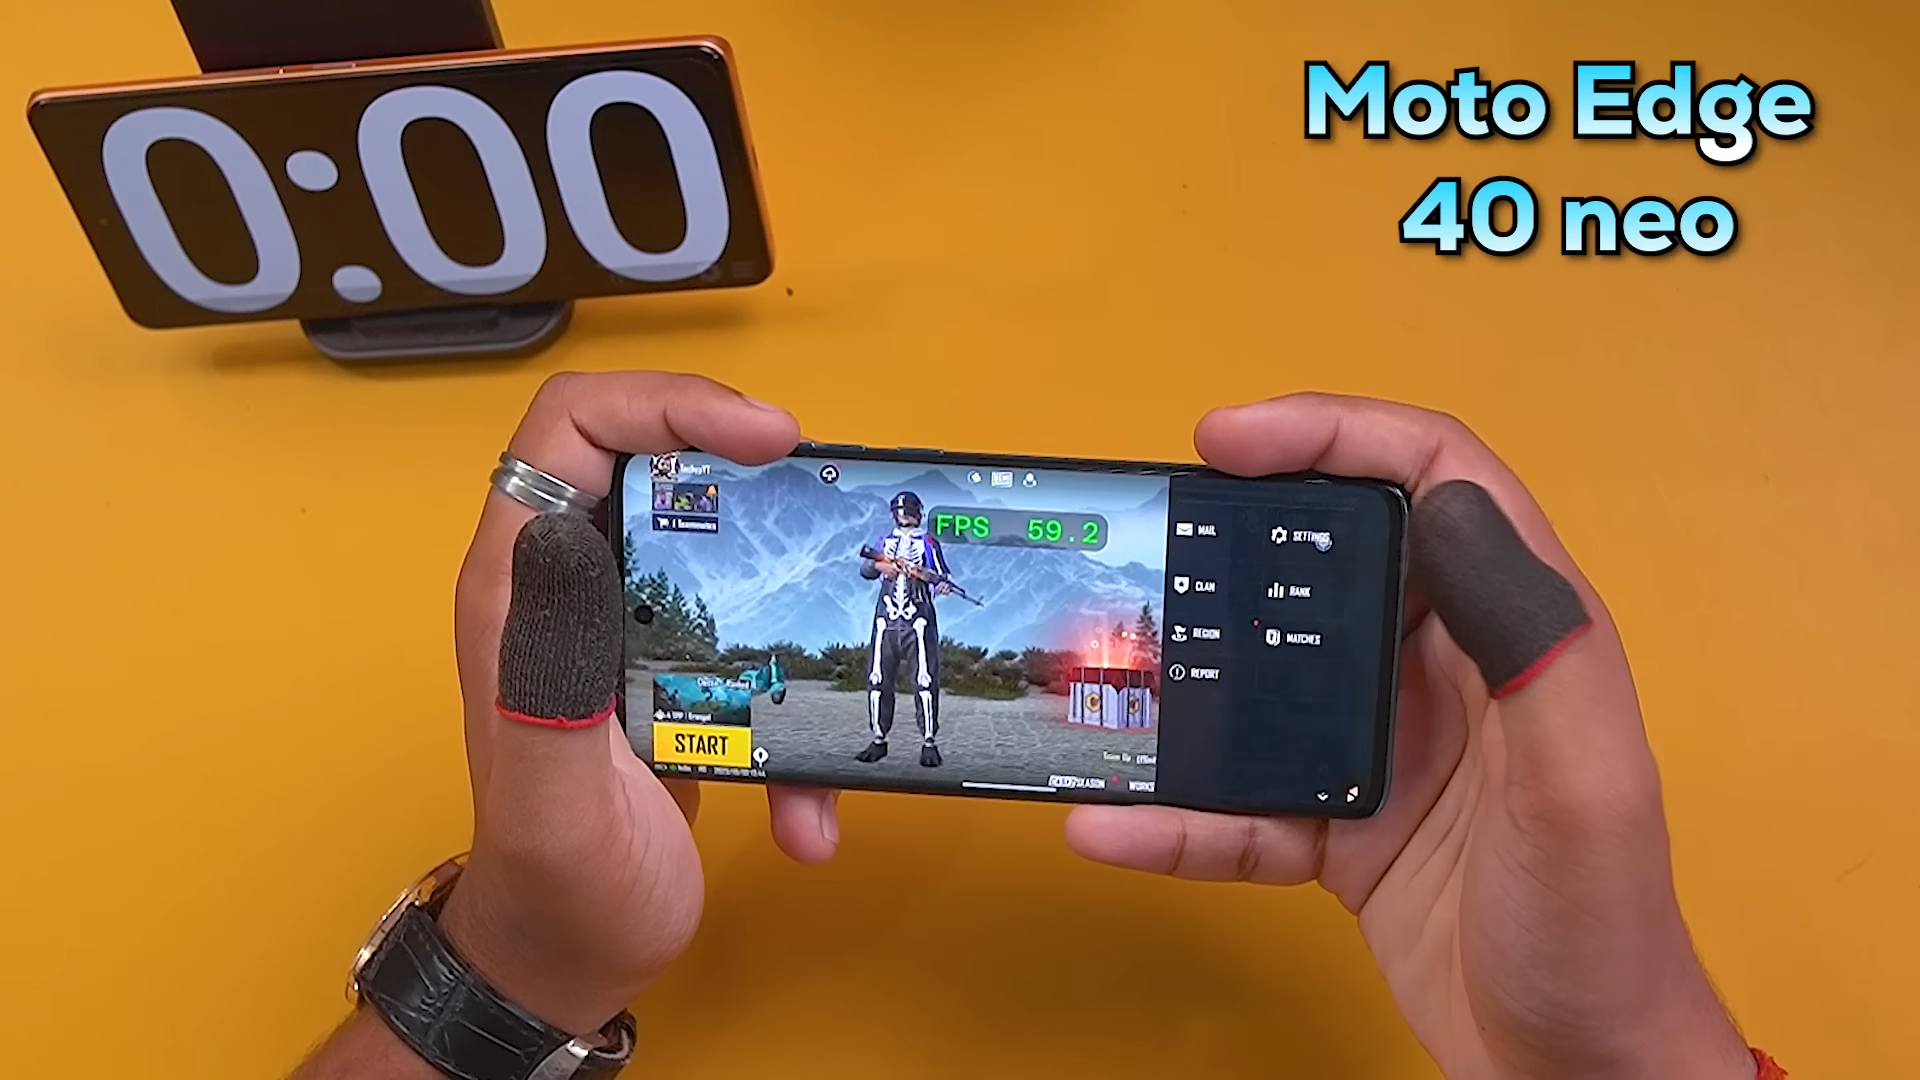 0:00
Moto Edge
40 neo
FPS 59.2
MAIL
SETTINGS
CLAN
RANK
REGION
MATCHES
REPORT
START